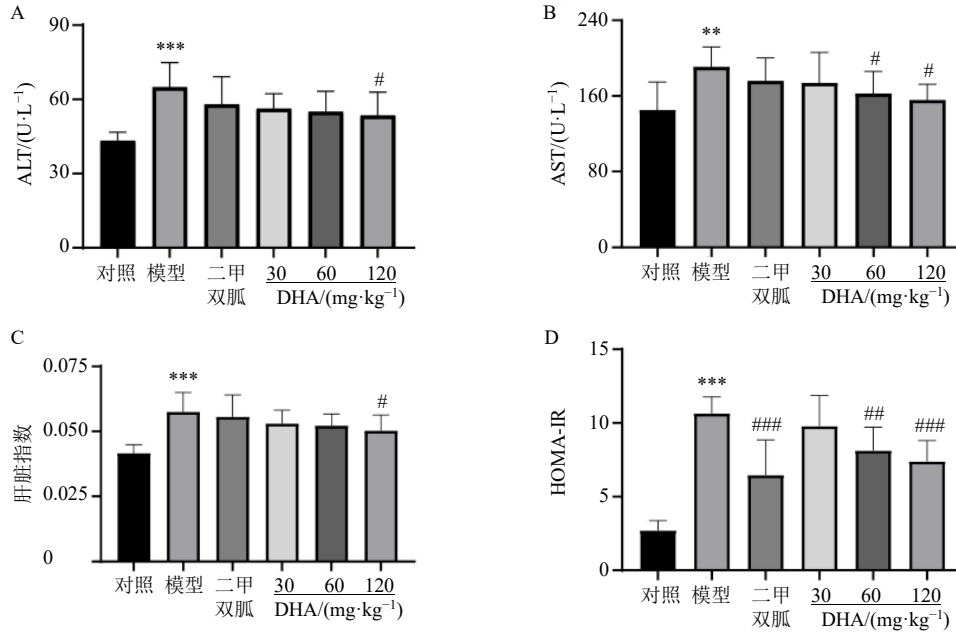 A
ALT/(U·L⁻¹)
90
60
30
0
***
#
对照
模型
二甲
双胍
30
60
120
DHA/(mg·kg⁻¹)
B
AST/(U·L⁻¹)
240
160
80
0
**
#
#
对照
模型
二甲
双胍
30
60
120
DHA/(mg·kg⁻¹)
C
肝脏指数
0.075
0.050
0.025
0
***
#
对照
模型
二甲
双胍
30
60
120
DHA/(mg·kg⁻¹)
D
HOMA-IR
15
10
5
0
***
###
##
###
对照
模型
二甲
双胍
30
60
120
DHA/(mg·kg⁻¹)